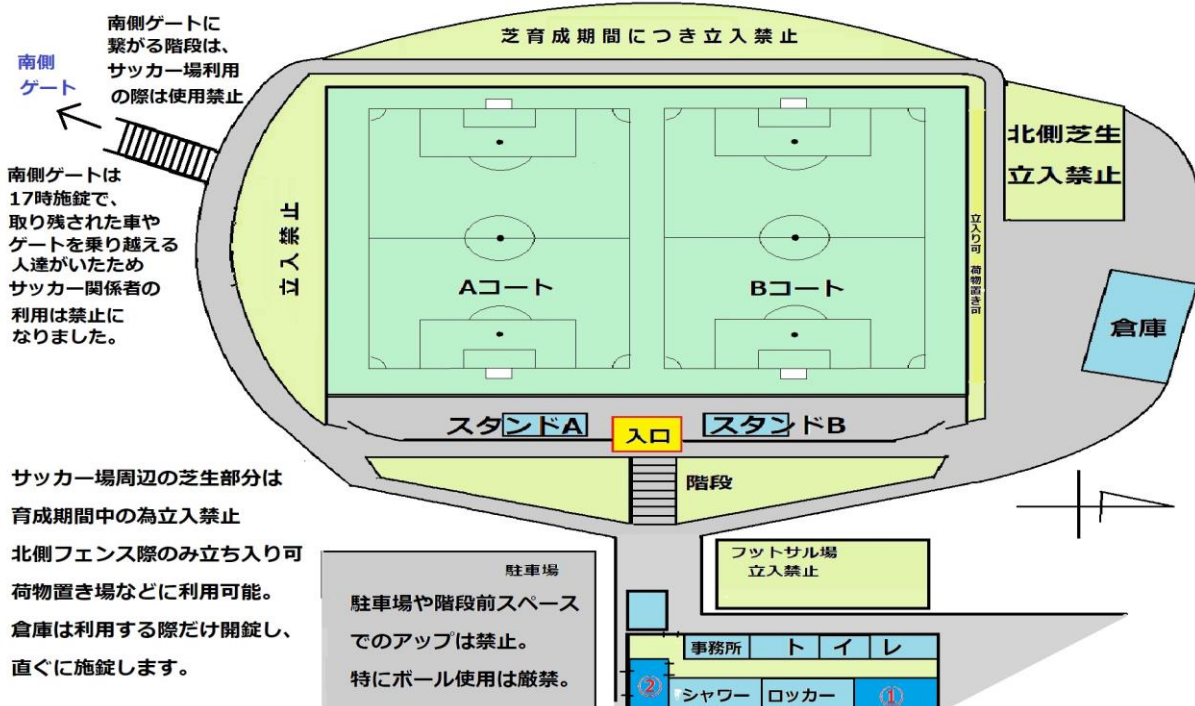 南側ゲートに
繋がる階段は、
サッカー場利用
の際は使用禁止
南側
ゲート
南側ゲートは
17時施錠で、
取り残された車や
ゲートを乗り越える
人達がいたため
サッカー関係者の
利用は禁止に
なりました。
芝育成期間につき立入禁止
立入禁止
Aコート
Bコート
立入り可 荷物置き可
北側芝生
立入禁止
倉庫
スタンドA
入口
スタンドB
階段
サッカー場周辺の芝生部分は
育成期間中の為立入禁止
北側フェンス際のみ立ち入り可
荷物置き場などに利用可能。
倉庫は利用する際だけ開錠し、
直ぐに施錠します。
駐車場
駐車場や階段前スペース
でのアップは禁止。
特にボール使用は厳禁。
フットサル場
立入禁止
事務所
トイレ
②
シャワー
ロッカー
①